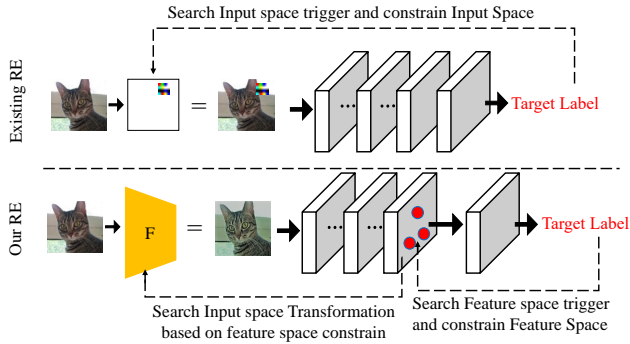 Search Input space trigger and constrain Input Space
Existing RE
...
...
=
Target Label
Our RE
F
=
...
...
Target Label
Search Input space Transformation
based on feature space constrain
Search Feature space trigger
and constrain Feature Space